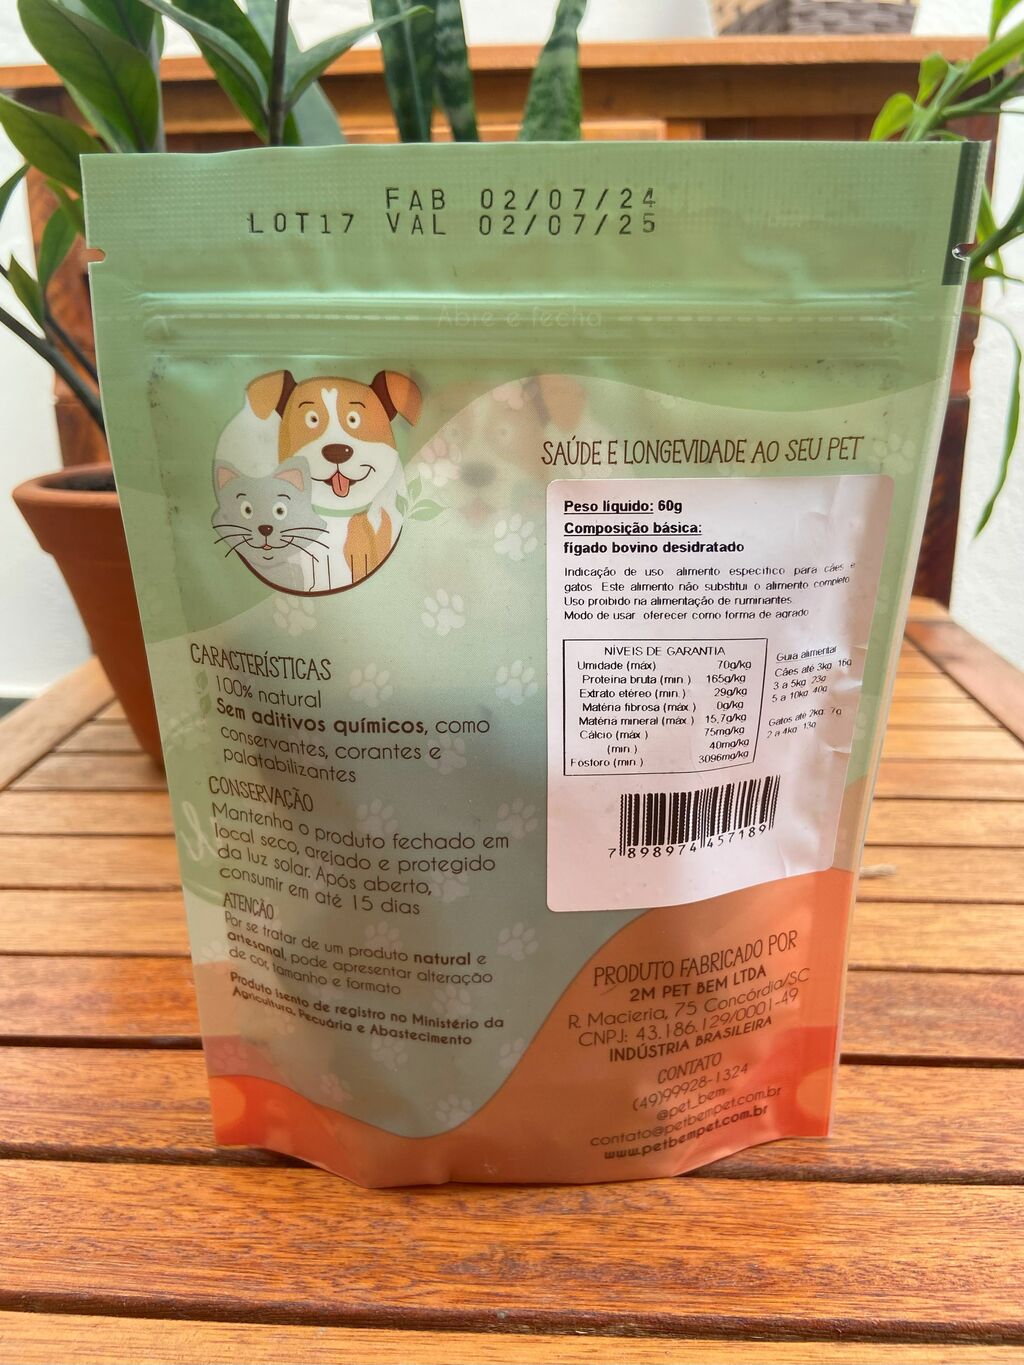 FAB 02/07/24
LOT17 VAL 02/07/25
Abre e fecha
SAÚDE E LONGEVIDADE AO SEU PET
Peso líquido: 60g
Composição básica:
fígado bovino desidratado
Indicação de uso alimento específico para cães e
gatos Este alimento não substitui o alimento completo
Uso proibido na alimentação de ruminantes.
Modo de usar oferecer como forma de agrado
NÍVEIS DE GARANTIA
Umidade (máx) 70g/kg
Proteína bruta (min.) 165g/kg
Extrato etéreo (min.) 29g/kg
Matéria fibrosa (máx.) 0g/kg
Matéria mineral (máx.) 15,7g/kg
Cálcio (máx.) 75mg/kg
(min.) 40mg/kg
Fósforo (min.) 3096mg/kg
Guia alimentar
Cães até 3kg 16g
3 a 5kg 23g
5 a 10kg 40g
Gatos até 2kg: 7g
2 a 4kg 13g
7 898974 457189
CARACTERÍSTICAS
100% natural
Sem aditivos químicos, como
conservantes, corantes e
palatabilizantes
CONSERVAÇÃO
Mantenha o produto fechado em
local seco, arejado e protegido
da luz solar. Após aberto,
consumir em até 15 dias
ATENÇÃO
Por se tratar de um produto natural e
artesanal, pode apresentar alteração
de cor, tamanho e formato
Produto isento de registro no Ministério da
Agricultura, Pecuária e Abastecimento
PRODUTO FABRICADO POR
2M PET BEM LTDA
R. Macieria, 75 Concórdia/SC
CNPJ: 43.186.129/0001-49
INDÚSTRIA BRASILEIRA
CONTATO
(49)99928-1324
@pet_bem-
contato@petbempet.com.br
www.petbempet.com.br